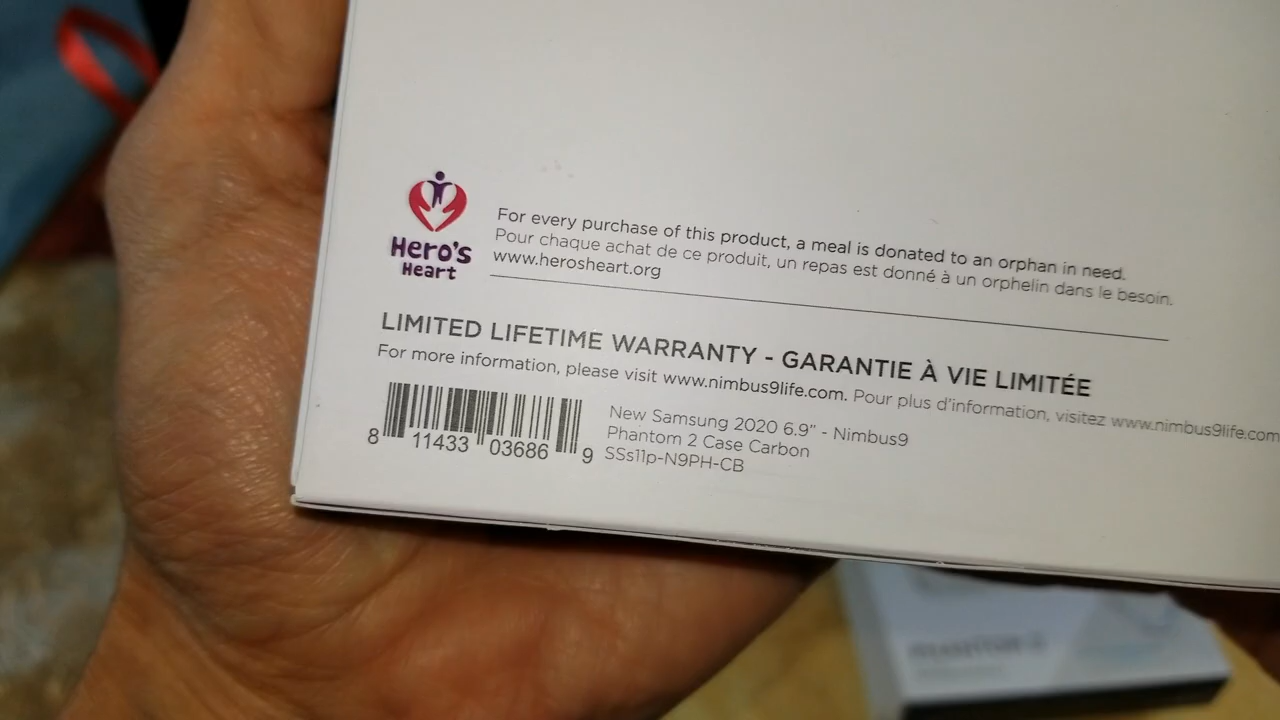 Hero's
Heart
For every purchase of this product, a meal is donated to an orphan in need.
Pour chaque achat de ce produit, un repas est donné à un orphelin dans le besoin.
www.herosheart.org
LIMITED LIFETIME WARRANTY - GARANTIE À VIE LIMITÉE
For more information, please visit www.nimbus9life.com. Pour plus d'information, visitez www.nimbus9life.com
8 11433 03686 9
New Samsung 2020 6.9" - Nimbus9
Phantom 2 Case Carbon
SSs11p-N9PH-CB
PHANTOM 2